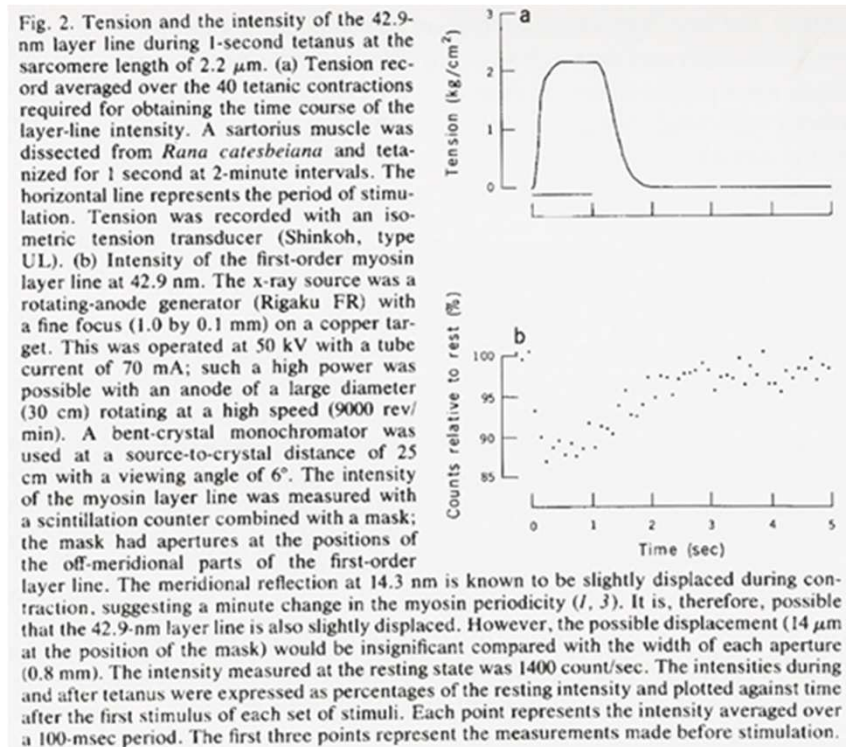 Fig. 2. Tension and the intensity of the 42.9-
nm layer line during 1-second tetanus at the
sarcomere length of 2.2 μm. (a) Tension rec-
ord averaged over the 40 tetanic contractions
required for obtaining the time course of the
layer-line intensity. A sartorius muscle was
dissected from Rana catesbeiana and teta-
nized for 1 second at 2-minute intervals. The
horizontal line represents the period of stimu-
lation. Tension was recorded with an iso-
metric tension transducer (Shinkoh, type
UL). (b) Intensity of the first-order myosin
layer line at 42.9 nm. The x-ray source was a
rotating-anode generator (Rigaku FR) with
a fine focus (1.0 by 0.1 mm) on a copper tar-
get. This was operated at 50 kV with a tube
current of 70 mA; such a high power was
possible with an anode of a large diameter
(30 cm) rotating at a high speed (9000 rev/
min). A bent-crystal monochromator was
used at a source-to-crystal distance of 25
cm with a viewing angle of 6°. The intensity
of the myosin layer line was measured with
a scintillation counter combined with a mask;
the mask had apertures at the positions of
the off-meridional parts of the first-order
layer line. The meridional reflection at 14.3 nm is known to be slightly displaced during con-
traction, suggesting a minute change in the myosin periodicity (1, 3). It is, therefore, possible
that the 42.9-nm layer line is also slightly displaced. However, the possible displacement (14 μm
at the position of the mask) would be insignificant compared with the width of each aperture
(0.8 mm). The intensity measured at the resting state was 1400 count/sec. The intensities during
and after tetanus were expressed as percentages of the resting intensity and plotted against time
after the first stimulus of each set of stimuli. Each point represents the intensity averaged over
a 100-msec period. The first three points represent the measurements made before stimulation.
a
Tension (kg/cm²)
3
2
1
0
b
Counts relative to rest (%)
100
95
90
85
0 1 2 3 4 5
Time (sec)